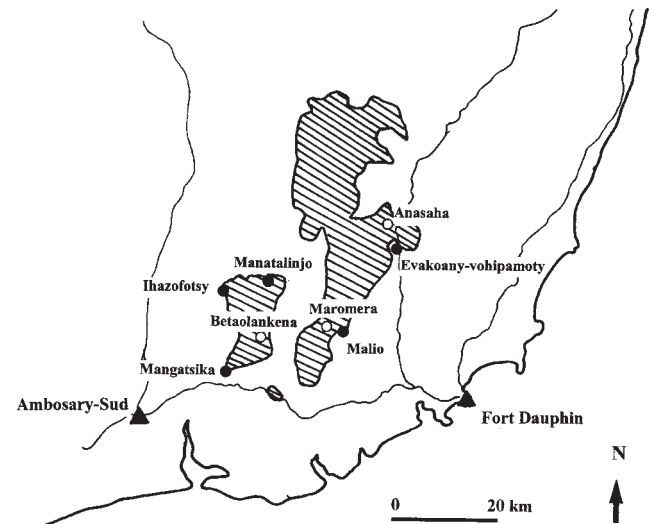 Anasaha
Evakoany-vohipamoty
Manatalinjo
Ihazofotsy
Maromera
Betaolankena
Malio
Mangatsika
Ambosary-Sud
Fort Dauphin
N
0 20 km